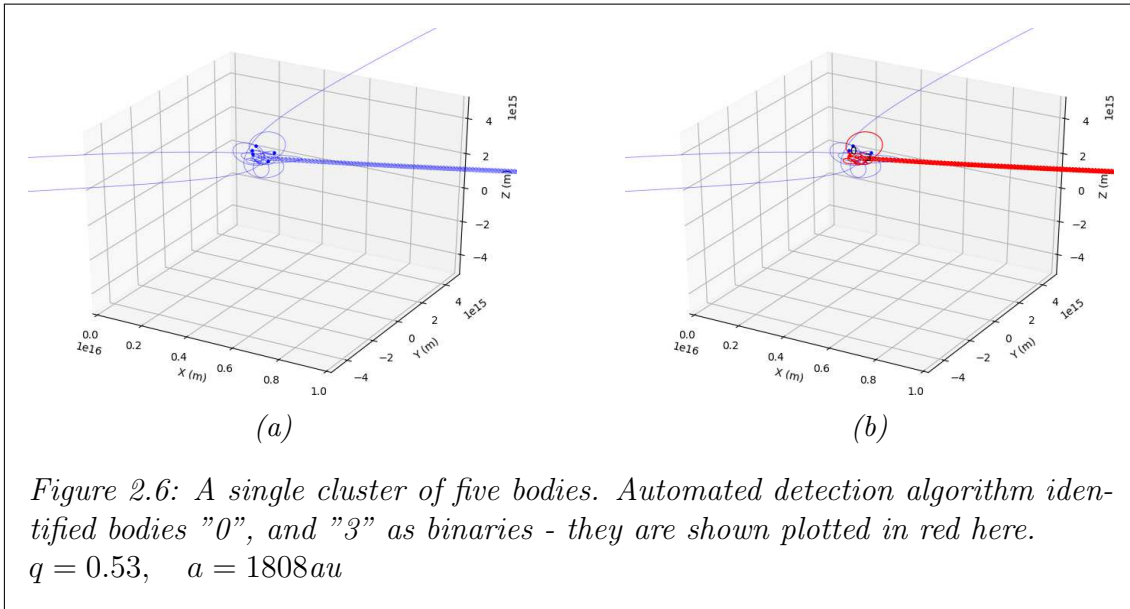 1e15
4
2
0
−2
−4
Z (m)
4
1e15
2
0
−2
−4
Y (m)
0.0
1e16
0.2
0.4
0.6
0.8
1.0
X (m)
(a)
1e15
4
2
0
−2
−4
Z (m)
4
1e15
2
0
−2
−4
Y (m)
0.0
1e16
0.2
0.4
0.6
0.8
1.0
X (m)
(b)
Figure 2.6: A single cluster of five bodies. Automated detection algorithm iden-
tified bodies ”0”, and ”3” as binaries - they are shown plotted in red here.
q = 0.53, a = 1808au